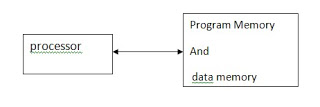 processor
Program Memory
And
data memory